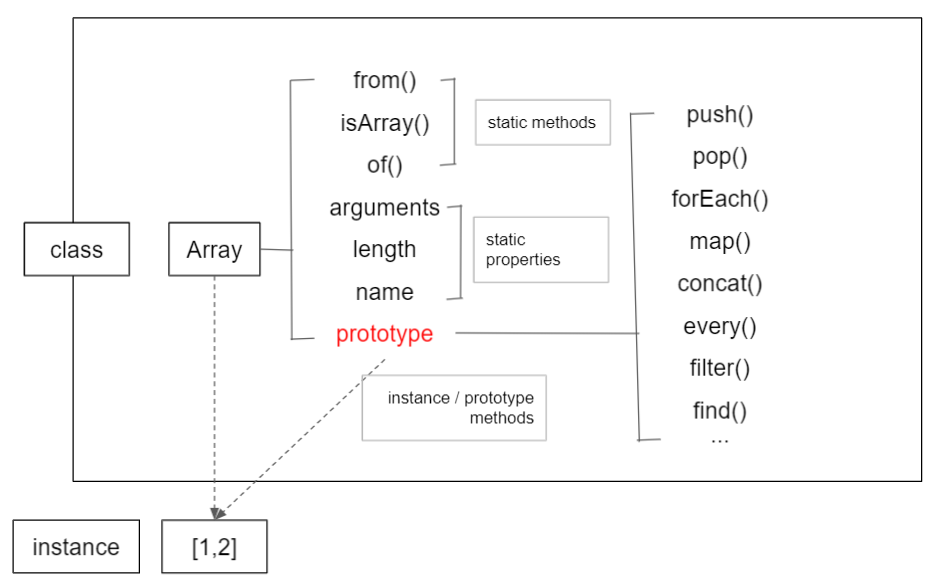 class
Array
from()
isArray()
of()
arguments
length
name
prototype
static methods
static
properties
instance / prototype
methods
push()
pop()
forEach()
map()
concat()
every()
filter()
find()
...
instance
[1,2]